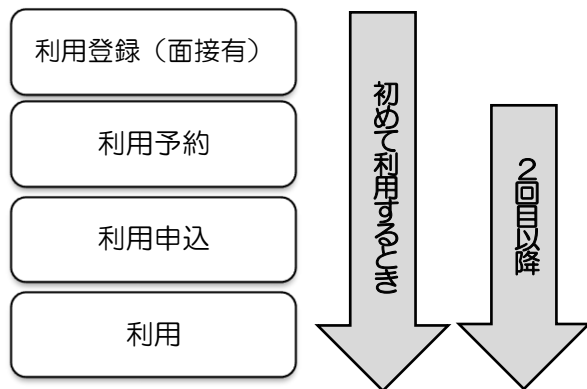 利用登録（面接有）
利用予約
利用申込
利用
初めて利用するとき
２回目以降